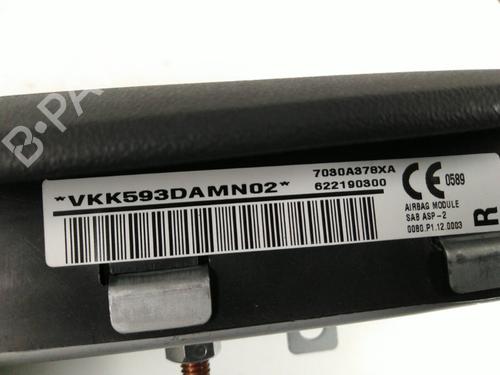 B-PA
7030A378XA
*VKK593DAMN02* 622190300
CE 0589
AIRBAG MODULE
SAB ASP-2
0080.P1.12.0003
R